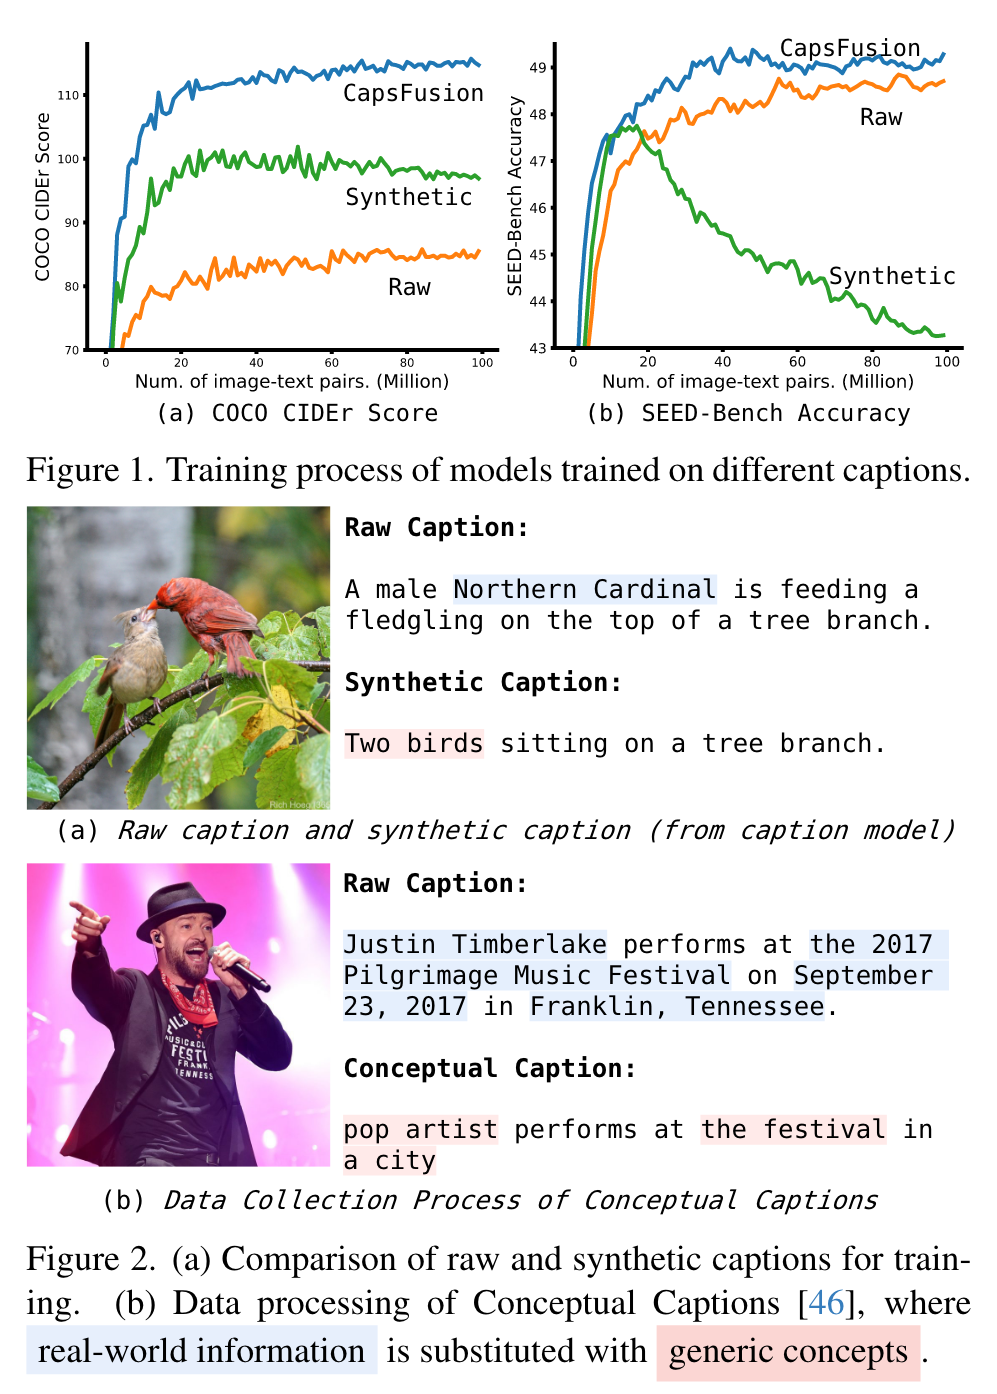 COCO CIDEr Score
110
100
90
80
70
CapsFusion
Synthetic
Raw
0 20 40 60 80 100
Num. of image-text pairs. (Million)
(a) COCO CIDEr Score
SEED-Bench Accuracy
49
48
47
46
45
44
43
CapsFusion
Raw
Synthetic
0 20 40 60 80 100
Num. of image-text pairs. (Million)
(b) SEED-Bench Accuracy
Figure 1. Training process of models trained on different captions.
Raw Caption:
A male Northern Cardinal is feeding a
fledgling on the top of a tree branch.
Synthetic Caption:
Two birds sitting on a tree branch.
Rich Hoeg
(a) Raw caption and synthetic caption (from caption model)
Raw Caption:
Justin Timberlake performs at the 2017
Pilgrimage Music Festival on September
23, 2017 in Franklin, Tennessee.
Conceptual Caption:
pop artist performs at the festival in
a city
PILG
MUSIC & CU
FESTI
FRANK
TENNESS
(b) Data Collection Process of Conceptual Captions
Figure 2. (a) Comparison of raw and synthetic captions for train-
ing. (b) Data processing of Conceptual Captions [46], where
real-world information is substituted with generic concepts .